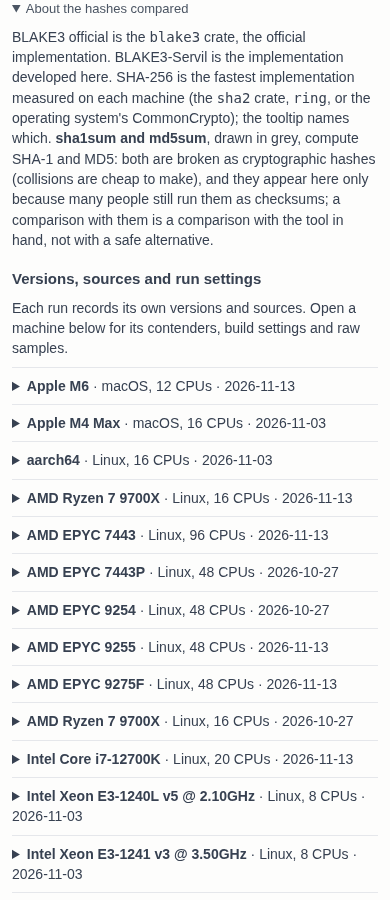 ▼ About the hashes compared
BLAKE3 official is the blake3 crate, the official
implementation. BLAKE3-Servil is the implementation
developed here. SHA-256 is the fastest implementation
measured on each machine (the sha2 crate, ring, or the
operating system's CommonCrypto); the tooltip names
which. sha1sum and md5sum, drawn in grey, compute
SHA-1 and MD5: both are broken as cryptographic hashes
(collisions are cheap to make), and they appear here only
because many people still run them as checksums; a
comparison with them is a comparison with the tool in
hand, not with a safe alternative.
Versions, sources and run settings
Each run records its own versions and sources. Open a
machine below for its contenders, build settings and raw
samples.
▶ Apple M6 · macOS, 12 CPUs · 2026-11-13
▶ Apple M4 Max · macOS, 16 CPUs · 2026-11-03
▶ aarch64 · Linux, 16 CPUs · 2026-11-03
▶ AMD Ryzen 7 9700X · Linux, 16 CPUs · 2026-11-13
▶ AMD EPYC 7443 · Linux, 96 CPUs · 2026-11-13
▶ AMD EPYC 7443P · Linux, 48 CPUs · 2026-10-27
▶ AMD EPYC 9254 · Linux, 48 CPUs · 2026-10-27
▶ AMD EPYC 9255 · Linux, 48 CPUs · 2026-11-13
▶ AMD EPYC 9275F · Linux, 48 CPUs · 2026-11-13
▶ AMD Ryzen 7 9700X · Linux, 16 CPUs · 2026-10-27
▶ Intel Core i7-12700K · Linux, 20 CPUs · 2026-11-13
▶ Intel Xeon E3-1240L v5 @ 2.10GHz · Linux, 8 CPUs ·
2026-11-03
▶ Intel Xeon E3-1241 v3 @ 3.50GHz · Linux, 8 CPUs ·
2026-11-03